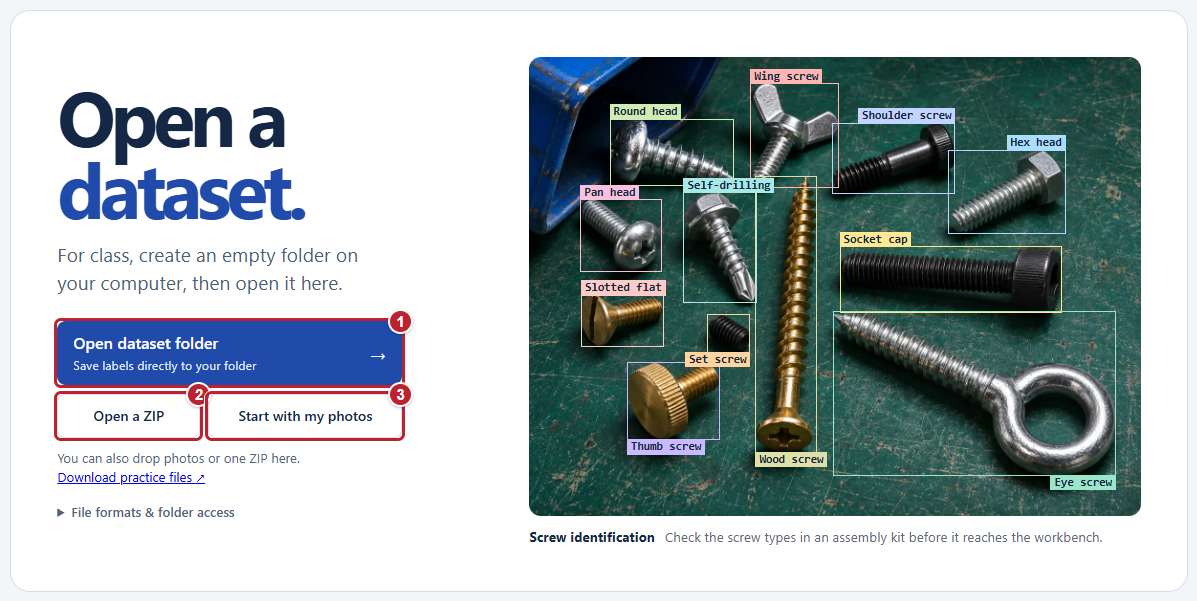 Open a
dataset.
For class, create an empty folder on
your computer, then open it here.
1
Open dataset folder
Save labels directly to your folder
→
2
3
Open a ZIP
Start with my photos
You can also drop photos or one ZIP here.
Download practice files ↗
▶ File formats & folder access
Wing screw
Round head
Shoulder screw
Hex head
Self-drilling
Pan head
Socket cap
Slotted flat
Set screw
Thumb screw
Wood screw
Eye screw
Screw identification Check the screw types in an assembly kit before it reaches the workbench.